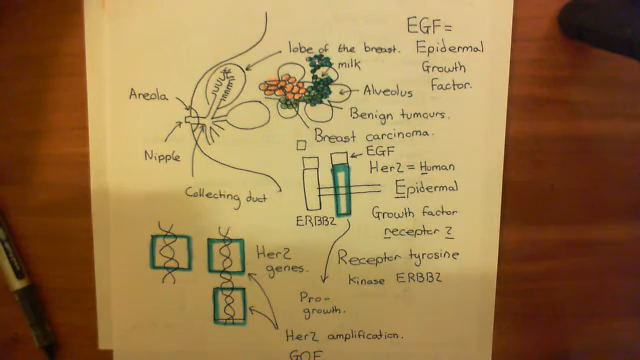 EGF =
Epidermal
Growth
Factor.
lobe of the breast.
milk
Areola
Alveolus
Benign tumours.
Breast carcinoma.
Nipple
Collecting duct
EGF
Her2 = Human
Epidermal
Growth factor
receptor 2
ERBB2
Receptor tyrosine
kinase ERBB2
Her2
genes.
Pro-
growth.
Her2 amplification.
GOF